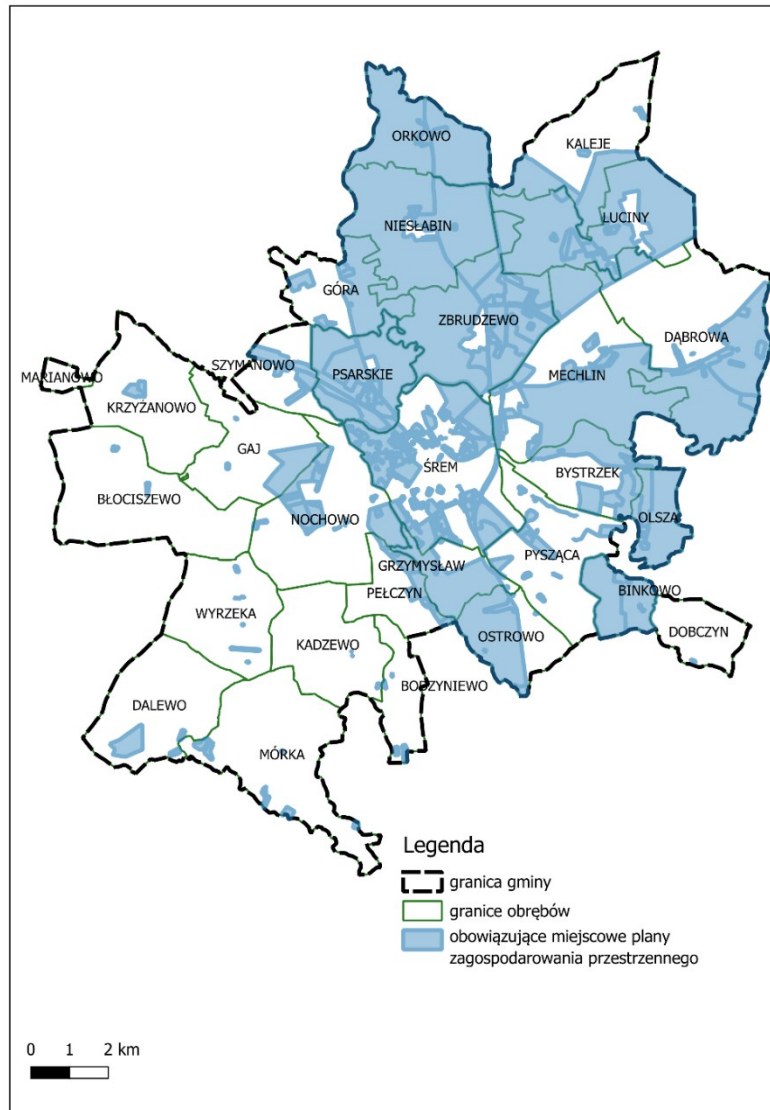 ORKOWO
KALEJE
NIESŁABIN
LUCINY
GÓRA
ZBRUDZEWO
DĄBROWA
SZYMANOWO
PSARSKIE
MECHLIN
MARIANOWO
KRZYŻANOWO
GAJ
ŚREM
BYSTRZEK
BŁOCISZEWO
NOCHOWO
OLSZA
PYSZĄCA
GRZYMYSŁAW
PEŁCZYN
BINKOWO
WYRZEKA
OSTROWO
DOBCZYN
KADZEWO
BODZYNIEWO
DALEWO
MÓRKA
Legenda
granica gminy
granice obrębów
obowiązujące miejscowe plany
zagospodarowania przestrzennego
0 1 2 km